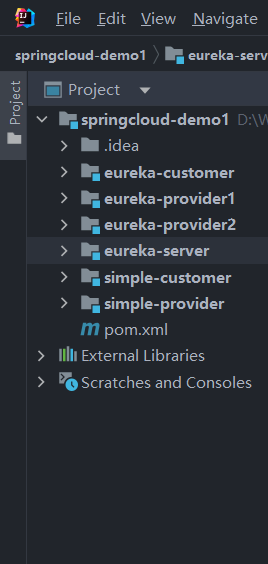 IJ File Edit View Navigate
springcloud-demo1 eureka-serv
Project
Project
springcloud-demo1 D:\W
.idea
eureka-customer
eureka-provider1
eureka-provider2
eureka-server
simple-customer
simple-provider
m pom.xml
External Libraries
Scratches and Consoles